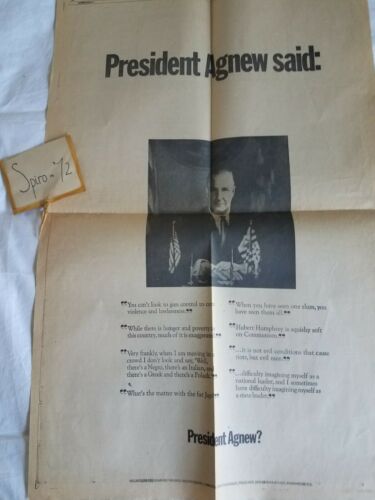 President Agnew said:
Spiro - 72
"You can't look to gun control to cure
violence and lawlessness."
"While there is hunger and poverty in
this country, much of it is exaggerated."
"Very frankly, when I am moving in a
crowd I don't look and say, 'Well,
there's a Negro, there's an Italian, and
there's a Greek and there's a Polack.'"
"What's the matter with the fat Jap?"
"When you have seen one slum, you
have seen them all."
"Hubert Humphrey is squishy soft
on Communism."
"...it is not evil conditions that cause
riots, but evil men."
"...difficulty imagining myself as a
national leader, and I sometimes
have difficulty imagining myself as
a state leader."
President Agnew?